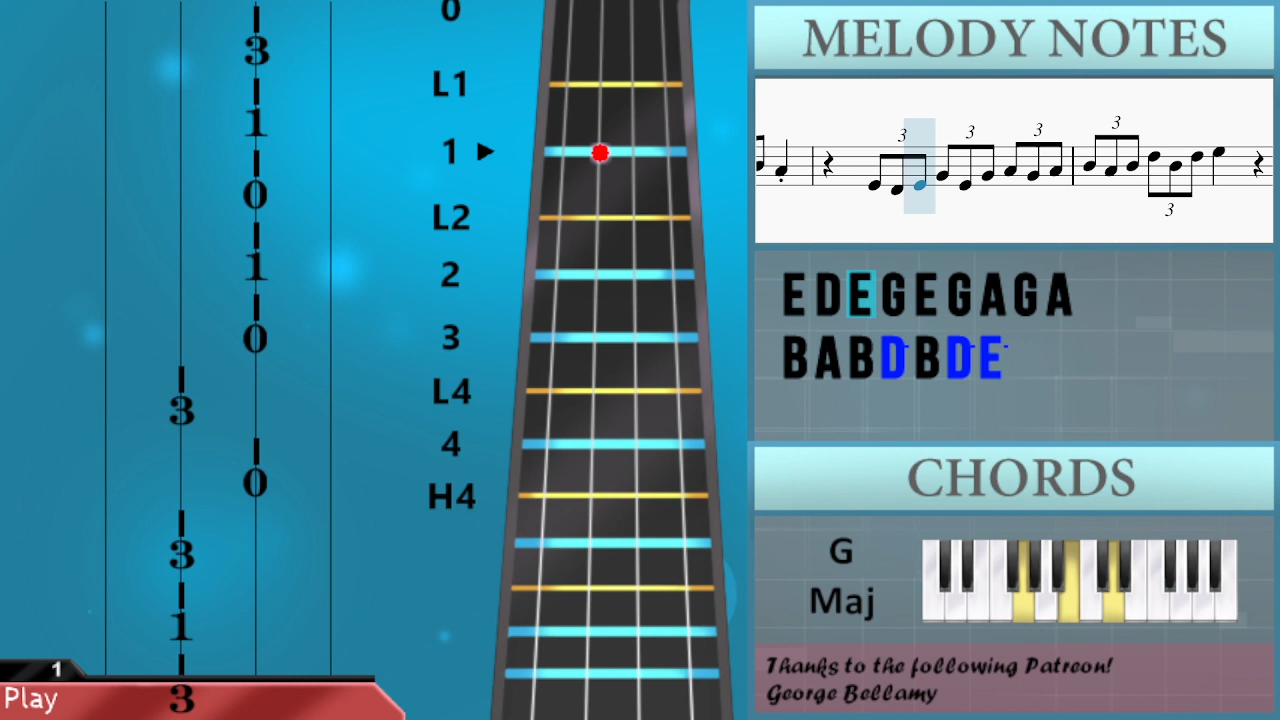 3
1
0
1
0
3
0
3
1
3
1
Play
0
L1
1
L2
2
3
L4
4
H4
MELODY NOTES
3 3 3 3
3
EDEGEGAGA
BABDBDE
CHORDS
G
Maj
Thanks to the following Patreon!
George Bellamy